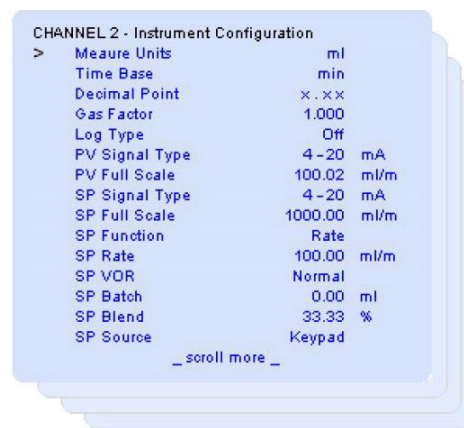 CHANNEL 2 - Instrument Configuration
> Meaure Units ml
Time Base min
Decimal Point x.xx
Gas Factor 1.000
Log Type Off
PV Signal Type 4-20 mA
PV Full Scale 100.02 ml/m
SP Signal Type 4-20 mA
SP Full Scale 1000.00 ml/m
SP Function Rate
SP Rate 100.00 ml/m
SP VOR Normal
SP Batch 0.00 ml
SP Blend 33.33 %
SP Source Keypad
_ scroll more _